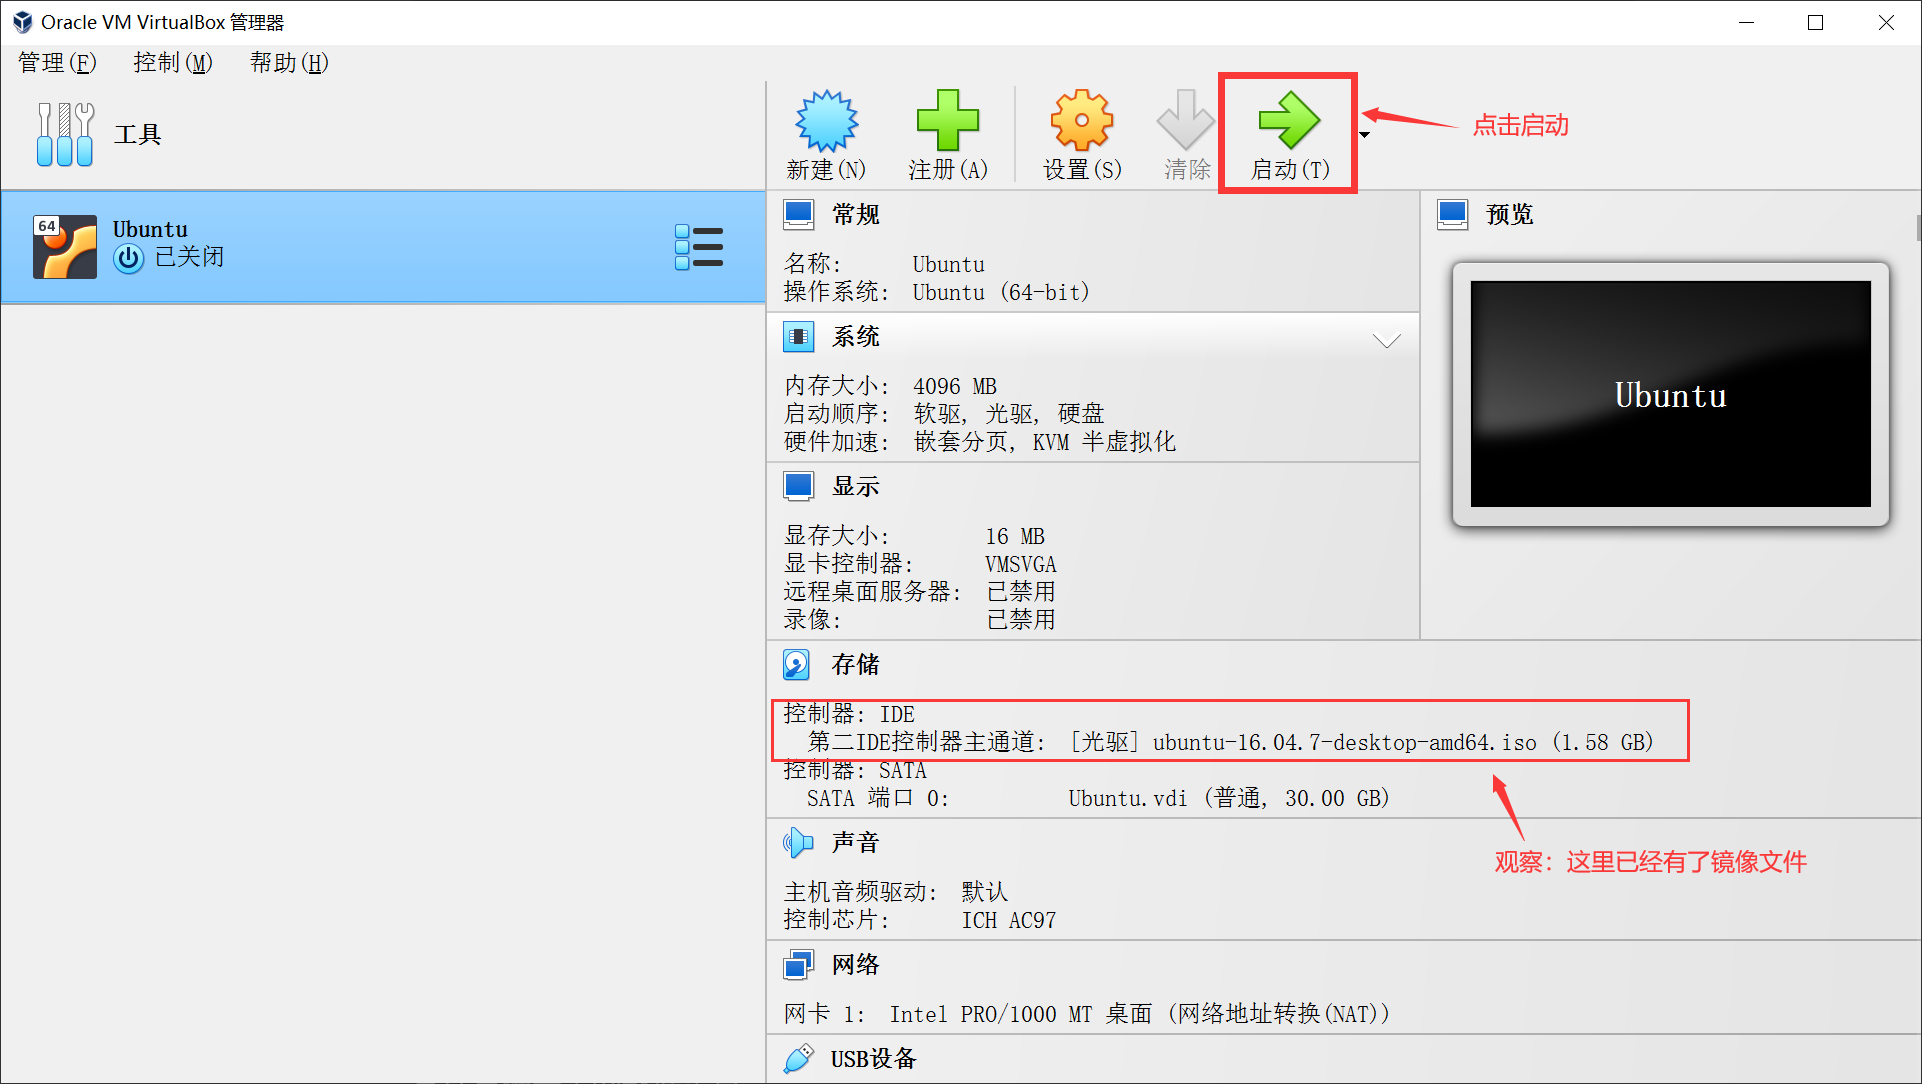 Oracle VM VirtualBox 管理器
管理(F) 控制(M) 帮助(H)
工具
新建(N) 注册(A) 设置(S) 清除 启动(T)
点击启动
64
Ubuntu
已关闭
常规
名称: Ubuntu
操作系统: Ubuntu (64-bit)
系统
内存大小: 4096 MB
启动顺序: 软驱, 光驱, 硬盘
硬件加速: 嵌套分页, KVM 半虚拟化
显示
显存大小: 16 MB
显卡控制器: VMSVGA
远程桌面服务器: 已禁用
录像: 已禁用
预览
Ubuntu
存储
控制器: IDE
第二IDE控制器主通道: [光驱] ubuntu-16.04.7-desktop-amd64.iso (1.58 GB)
控制器: SATA
SATA 端口 0: Ubuntu.vdi (普通, 30.00 GB)
观察：这里已经有了镜像文件
声音
主机音频驱动: 默认
控制芯片: ICH AC97
网络
网卡 1: Intel PRO/1000 MT 桌面 (网络地址转换(NAT))
USB设备